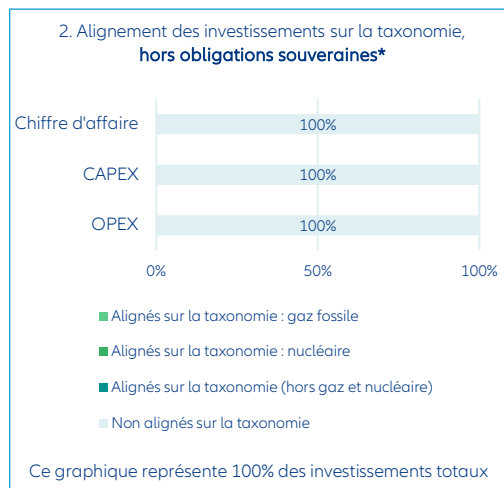 2. Alignement des investissements sur la taxonomie,
hors obligations souveraines*
Chiffre d'affaire
100%
CAPEX
100%
OPEX
100%
0%
50%
100%
Alignés sur la taxonomie : gaz fossile
Alignés sur la taxonomie : nucléaire
Alignés sur la taxonomie (hors gaz et nucléaire)
Non alignés sur la taxonomie
Ce graphique représente 100% des investissements totaux